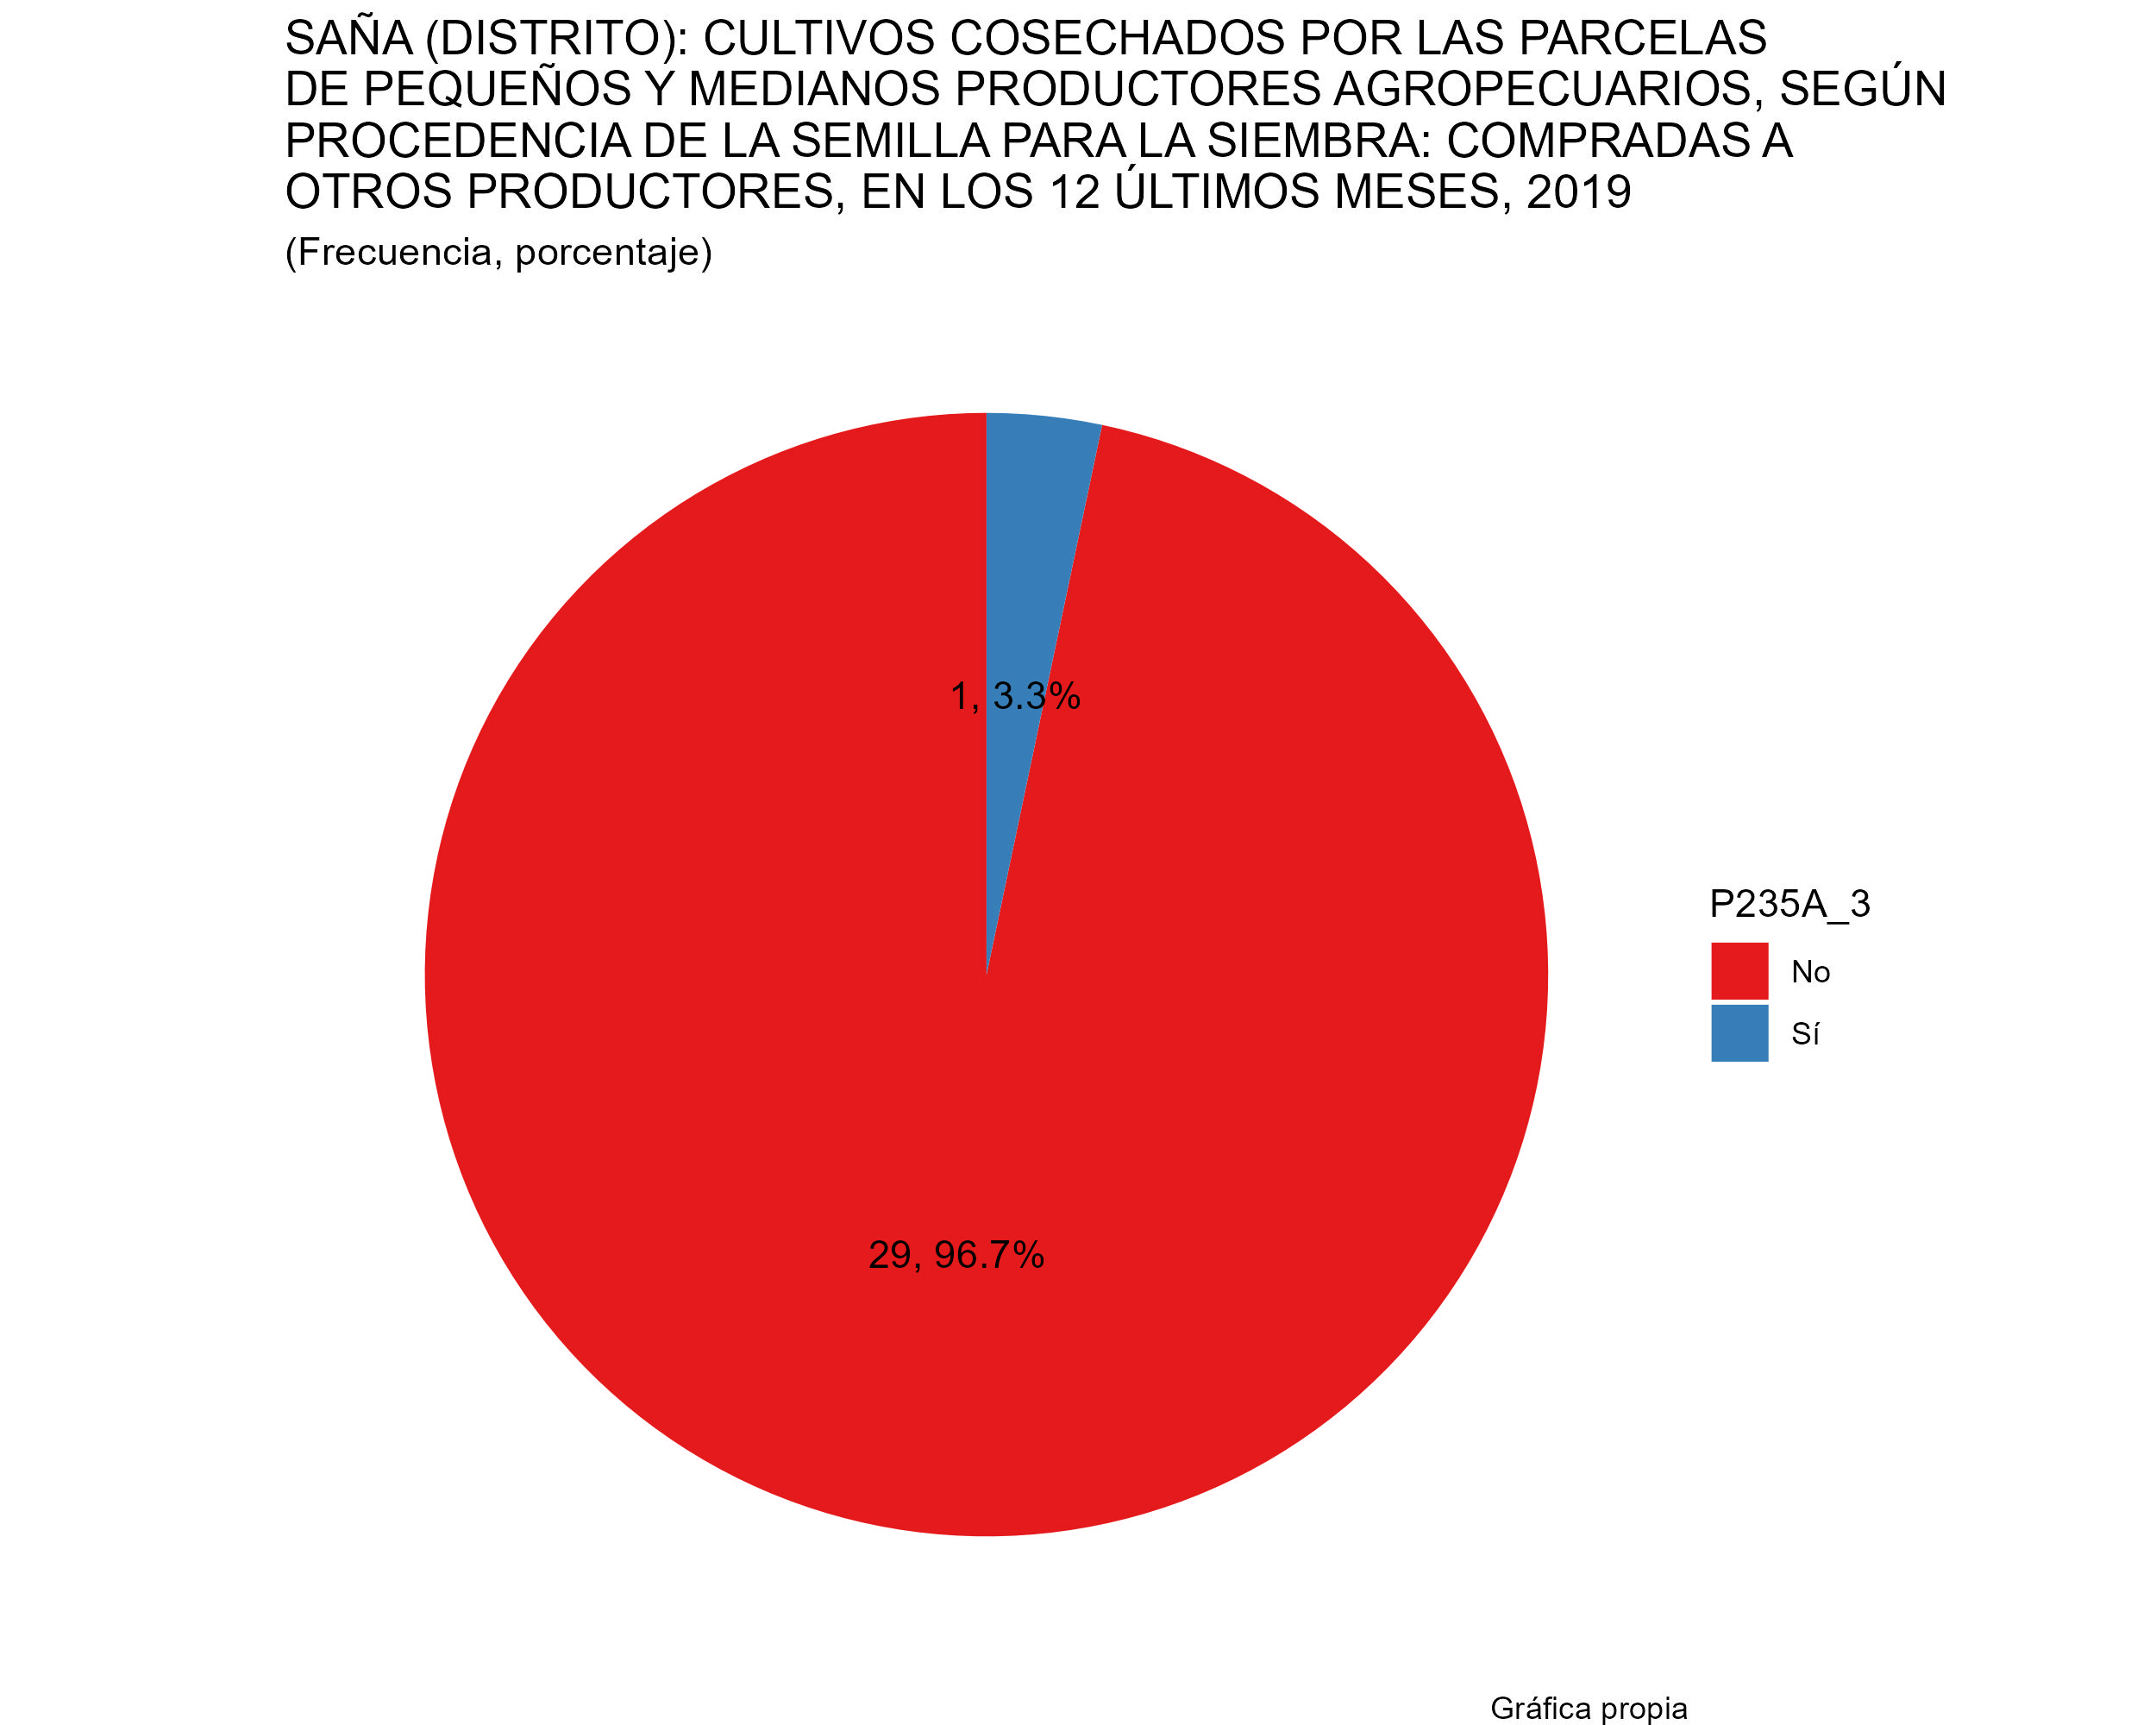 SAÑA (DISTRITO): CULTIVOS COSECHADOS POR LAS PARCELAS
DE PEQUEÑOS Y MEDIANOS PRODUCTORES AGROPECUARIOS, SEGÚN
PROCEDENCIA DE LA SEMILLA PARA LA SIEMBRA: COMPRADAS A
OTROS PRODUCTORES, EN LOS 12 ÚLTIMOS MESES, 2019
(Frecuencia, porcentaje)
1, 3.3%
29, 96.7%
P235A_3
No
Sí
Gráfica propia